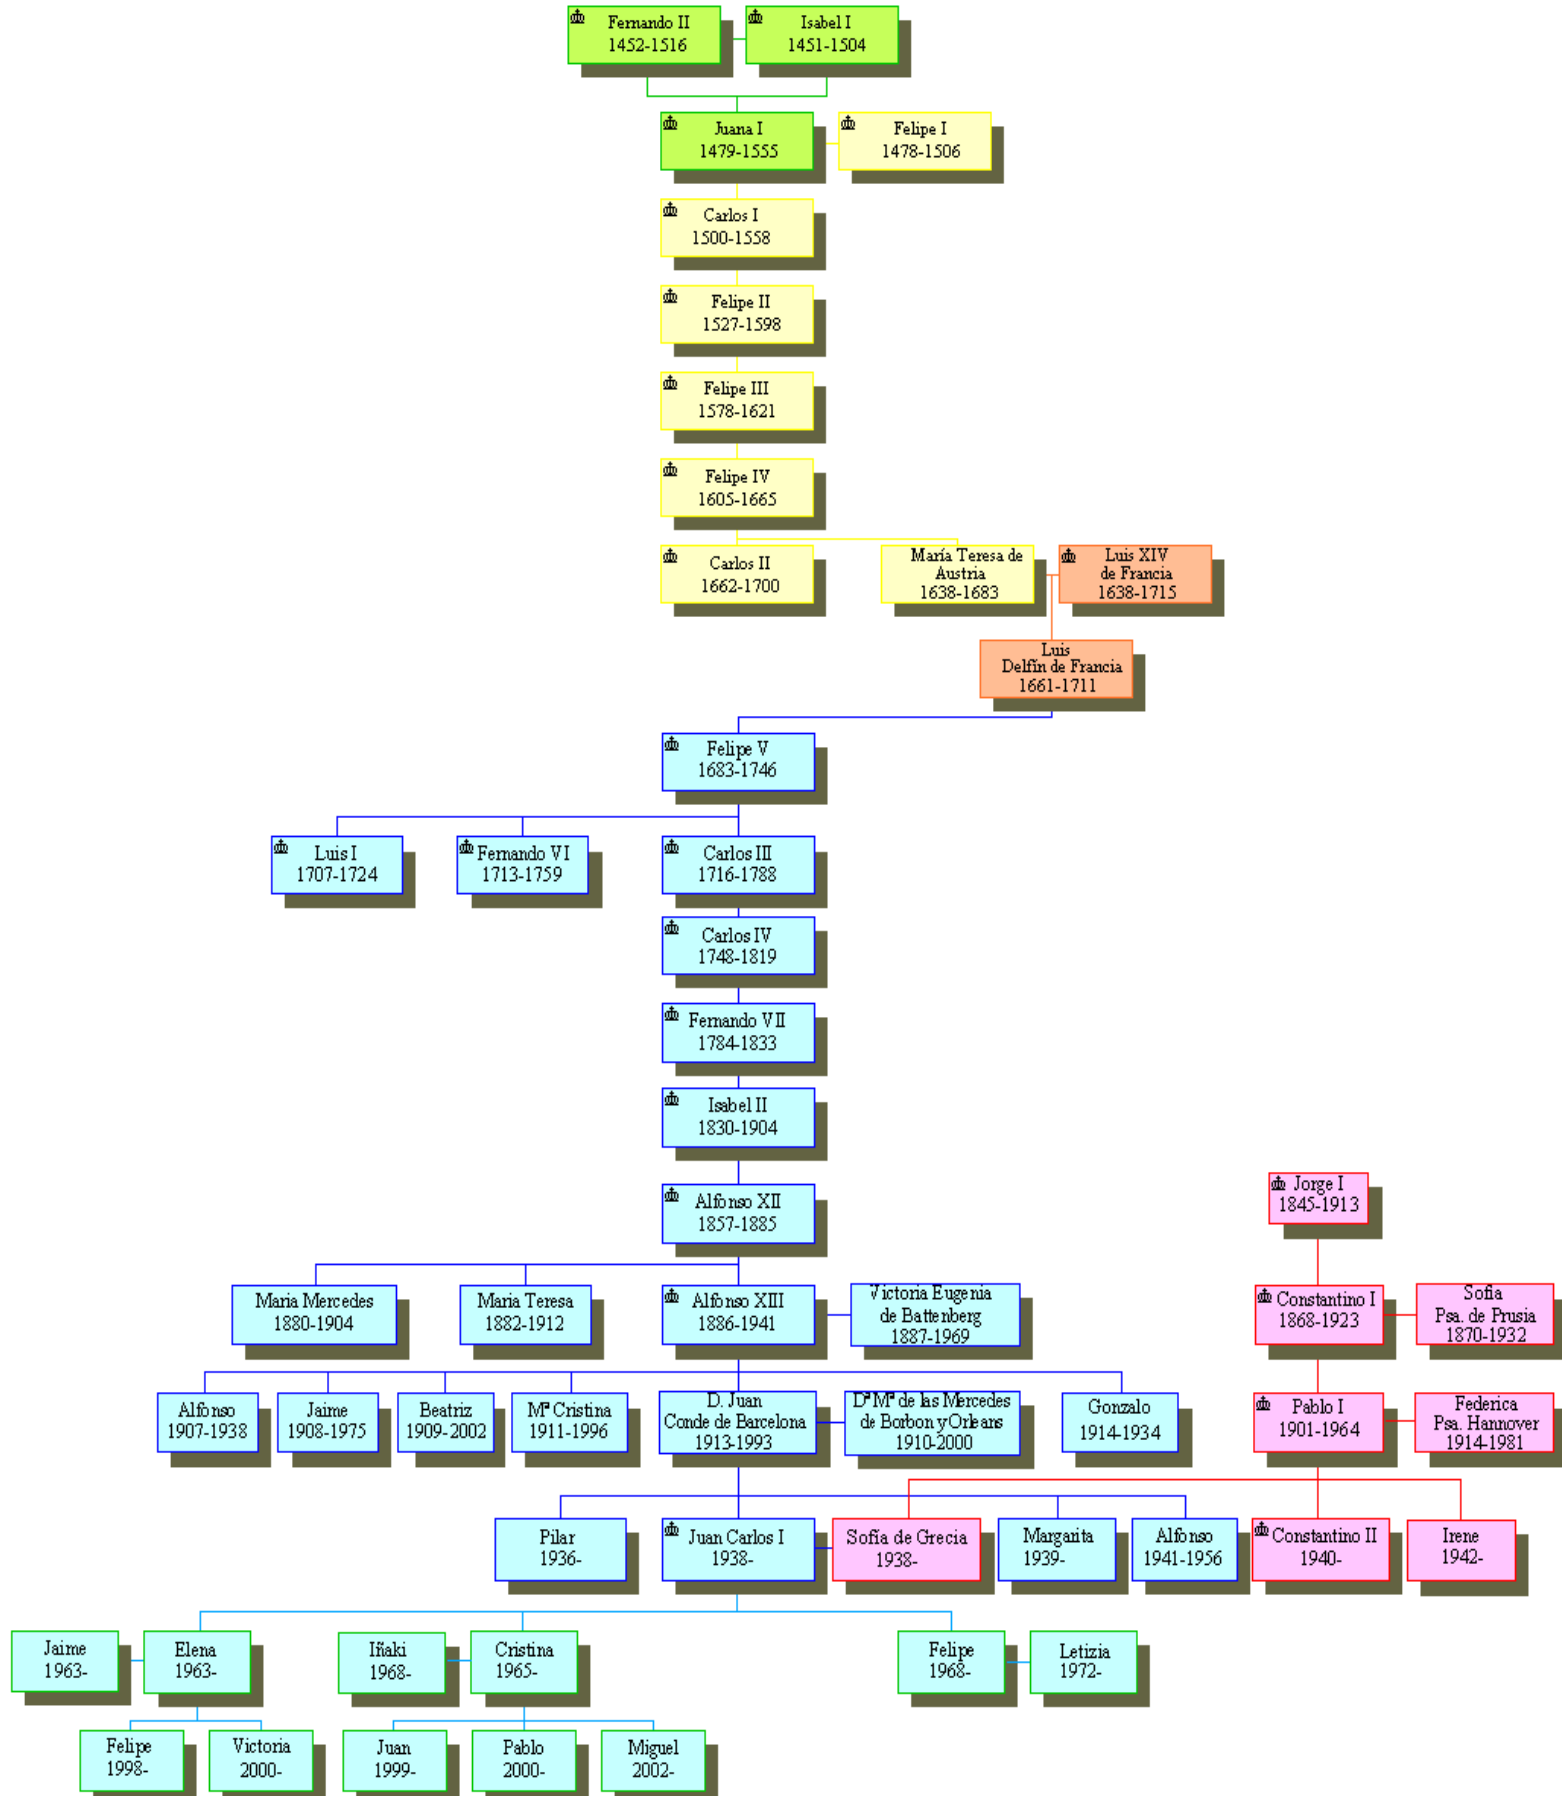 Fernando II
1452-1516
Isabel I
1451-1504
Juana I
1479-1555
Felipe I
1478-1506
Carlos I
1500-1558
Felipe II
1527-1598
Felipe III
1578-1621
Felipe IV
1605-1665
Carlos II
1662-1700
María Teresa de
Austria
1638-1683
Luis XIV
de Francia
1638-1715
Luis
Delfín de Francia
1661-1711
Felipe V
1683-1746
Luis I
1707-1724
Fernando VI
1713-1759
Carlos III
1716-1788
Carlos IV
1748-1819
Fernando VII
1784-1833
Isabel II
1830-1904
Alfonso XII
1857-1885
Jorge I
1845-1913
Maria Mercedes
1880-1904
Maria Teresa
1882-1912
Alfonso XIII
1886-1941
Victoria Eugenia
de Battenberg
1887-1969
Constantino I
1868-1923
Sofia
Psa. de Prusia
1870-1932
Alfonso
1907-1938
Jaime
1908-1975
Beatriz
1909-2002
Mª Cristina
1911-1996
D. Juan
Conde de Barcelona
1913-1993
Dª Mª de las Mercedes
de Borbon y Orleans
1910-2000
Gonzalo
1914-1934
Pablo I
1901-1964
Federica
Psa. Hannover
1914-1981
Pilar
1936-
Juan Carlos I
1938-
Sofía de Grecia
1938-
Margarita
1939-
Alfonso
1941-1956
Constantino II
1940-
Irene
1942-
Jaime
1963-
Elena
1963-
Iñaki
1968-
Cristina
1965-
Felipe
1968-
Letizia
1972-
Felipe
1998-
Victoria
2000-
Juan
1999-
Pablo
2000-
Miguel
2002-